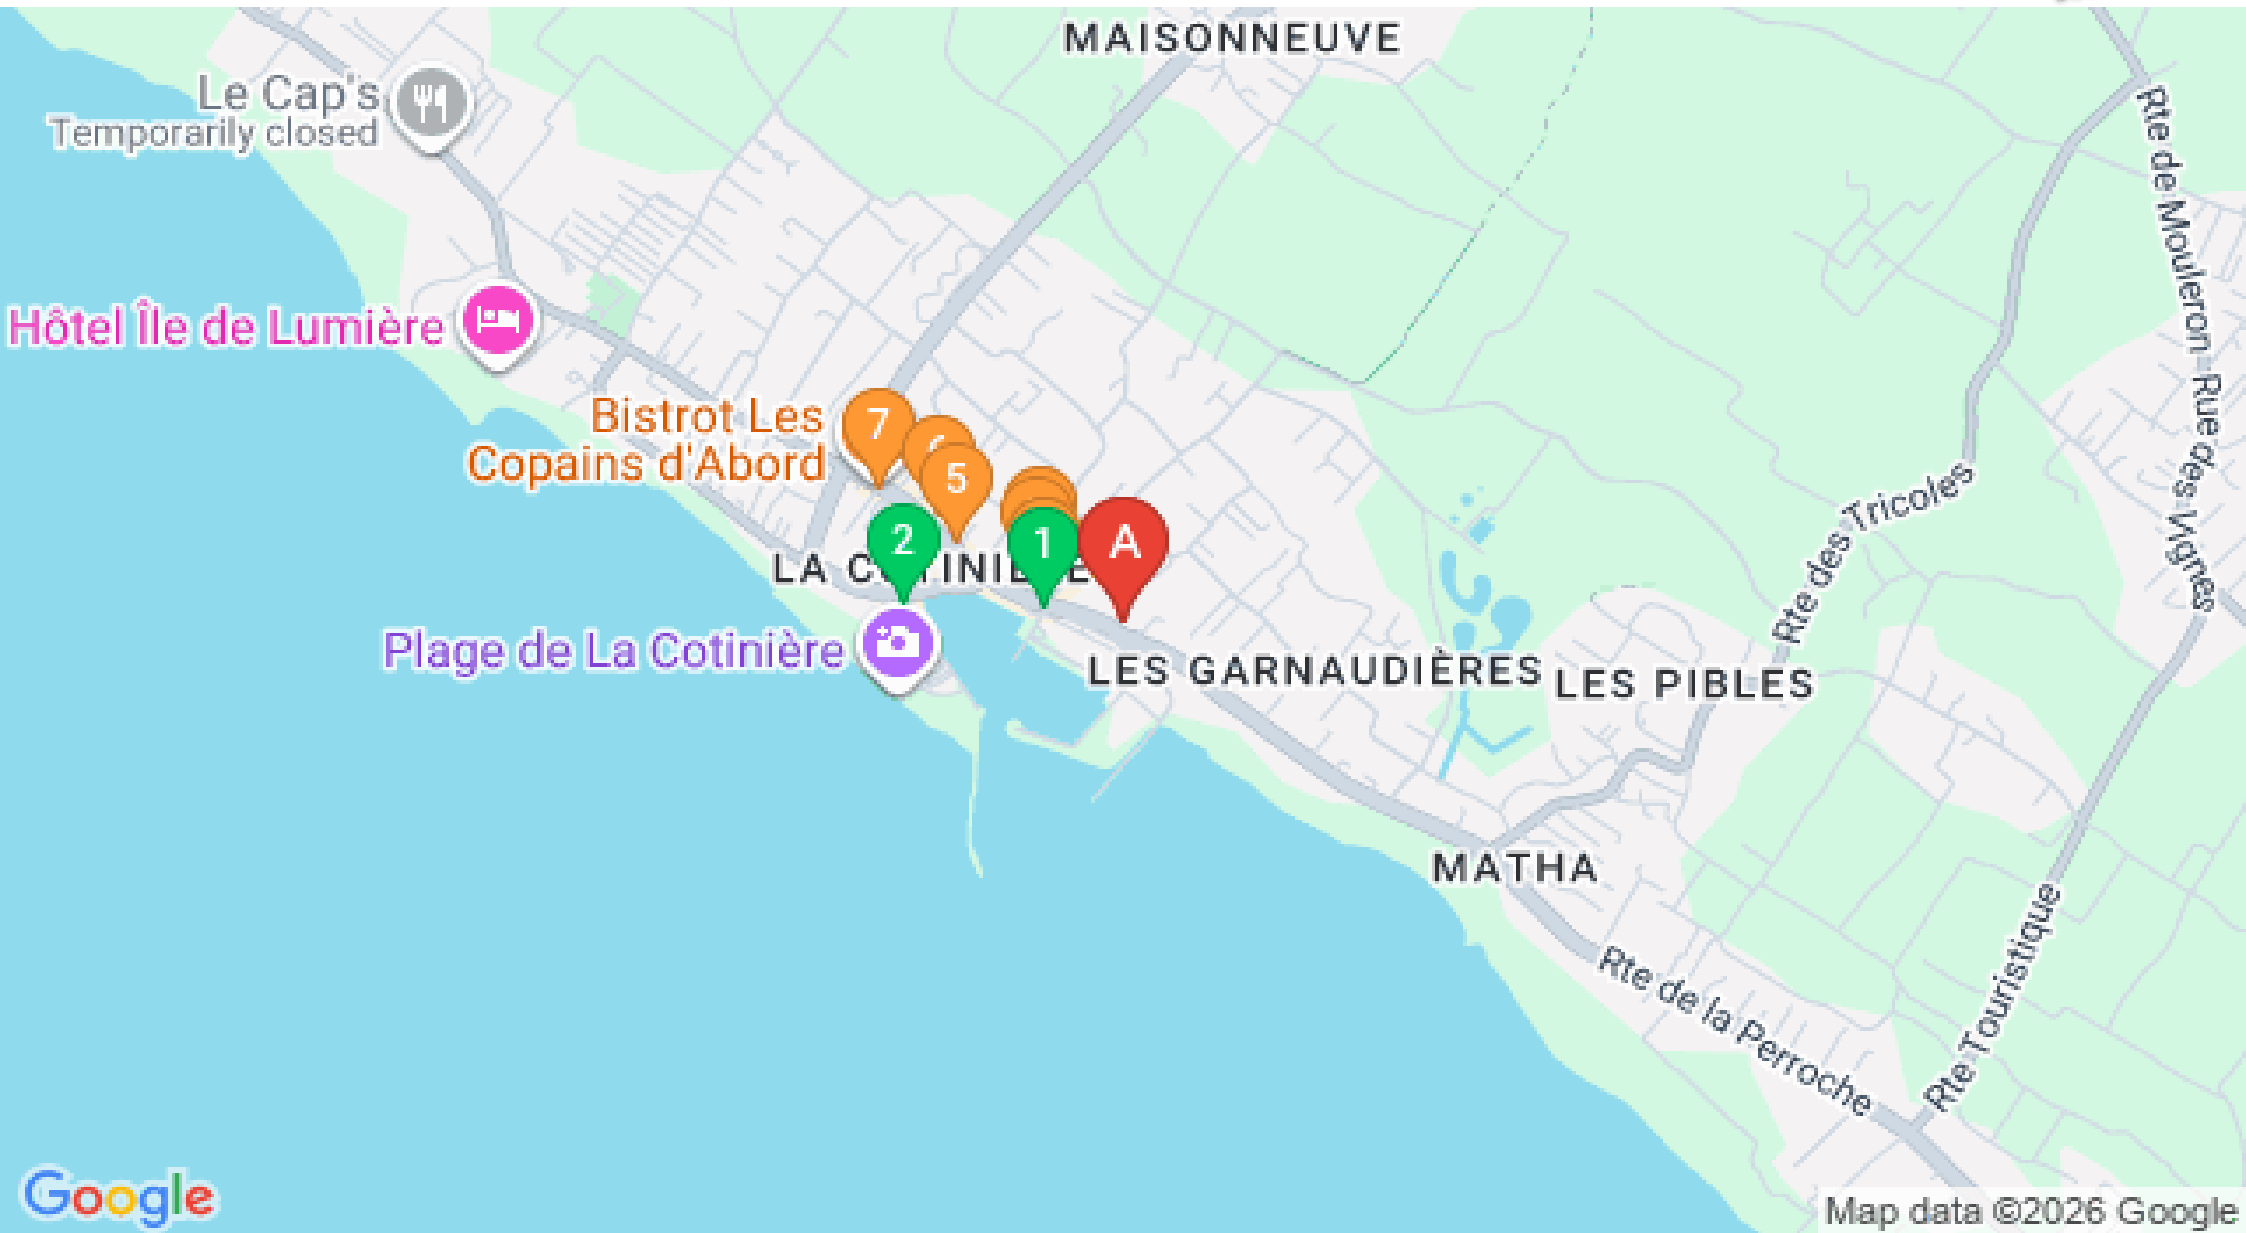 MAISONNEUVE
Le Cap's
Temporarily closed
Rte de Mouleron
Rue des Vignes
Hôtel Île de Lumière
Bistrot Les
Copains d'Abord
7
5
2
1
A
LA
Rte des Tricoles
Plage de La Cotinière
LES GARNAUDIÈRES
LES PIBLES
MATHA
Rte de la Perroche
Rte Touristique
Google
Map data ©2026 Google